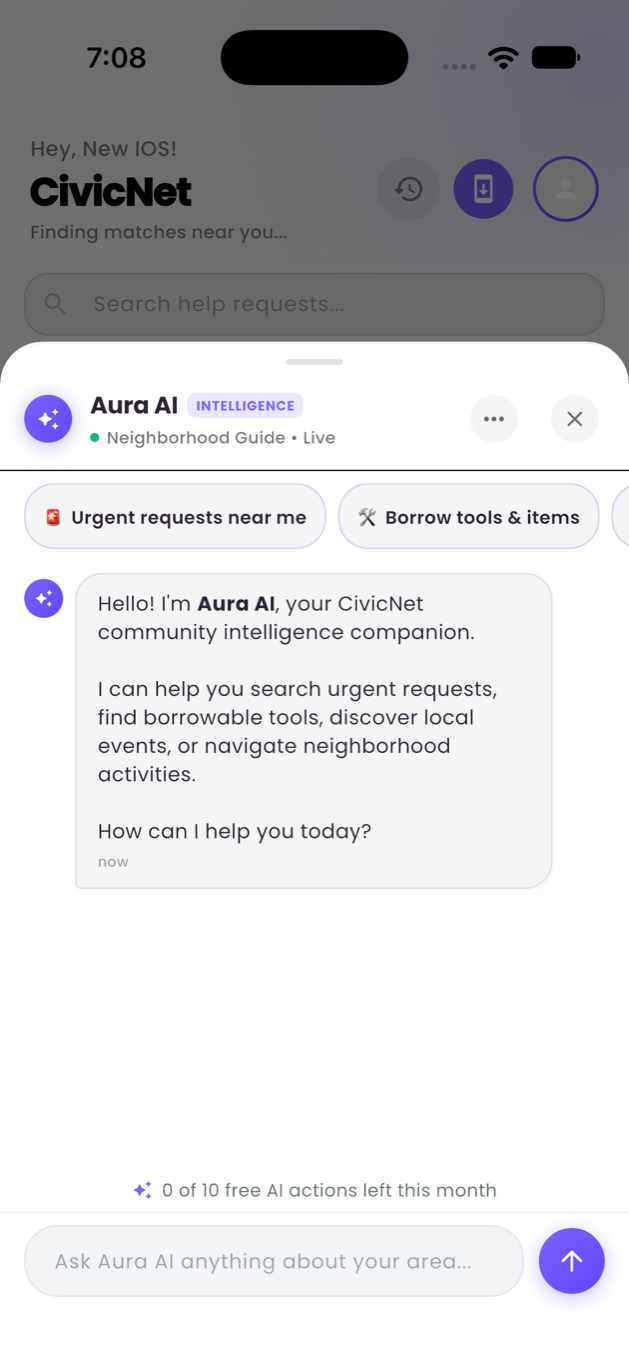 7:08
Hey, New IOS!
CivicNet
Finding matches near you...
Search help requests...
Aura AI INTELLIGENCE
Neighborhood Guide • Live
🚨 Urgent requests near me
🛠️ Borrow tools & items
Hello! I'm Aura AI, your CivicNet
community intelligence companion.
I can help you search urgent requests,
find borrowable tools, discover local
events, or navigate neighborhood
activities.
How can I help you today?
now
0 of 10 free AI actions left this month
Ask Aura AI anything about your area...